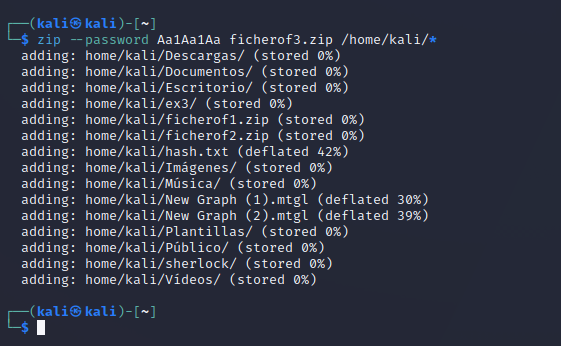 ┌──(kali㉿kali)-[~]
└─$ zip --password Aa1Aa1Aa ficherof3.zip /home/kali/*
  adding: home/kali/Descargas/ (stored 0%)
  adding: home/kali/Documentos/ (stored 0%)
  adding: home/kali/Escritorio/ (stored 0%)
  adding: home/kali/ex3/ (stored 0%)
  adding: home/kali/ficherof1.zip (stored 0%)
  adding: home/kali/ficherof2.zip (stored 0%)
  adding: home/kali/hash.txt (deflated 42%)
  adding: home/kali/Imágenes/ (stored 0%)
  adding: home/kali/Música/ (stored 0%)
  adding: home/kali/New Graph (1).mtgl (deflated 30%)
  adding: home/kali/New Graph (2).mtgl (deflated 39%)
  adding: home/kali/Plantillas/ (stored 0%)
  adding: home/kali/Público/ (stored 0%)
  adding: home/kali/sherlock/ (stored 0%)
  adding: home/kali/Vídeos/ (stored 0%)
┌──(kali㉿kali)-[~]
└─$